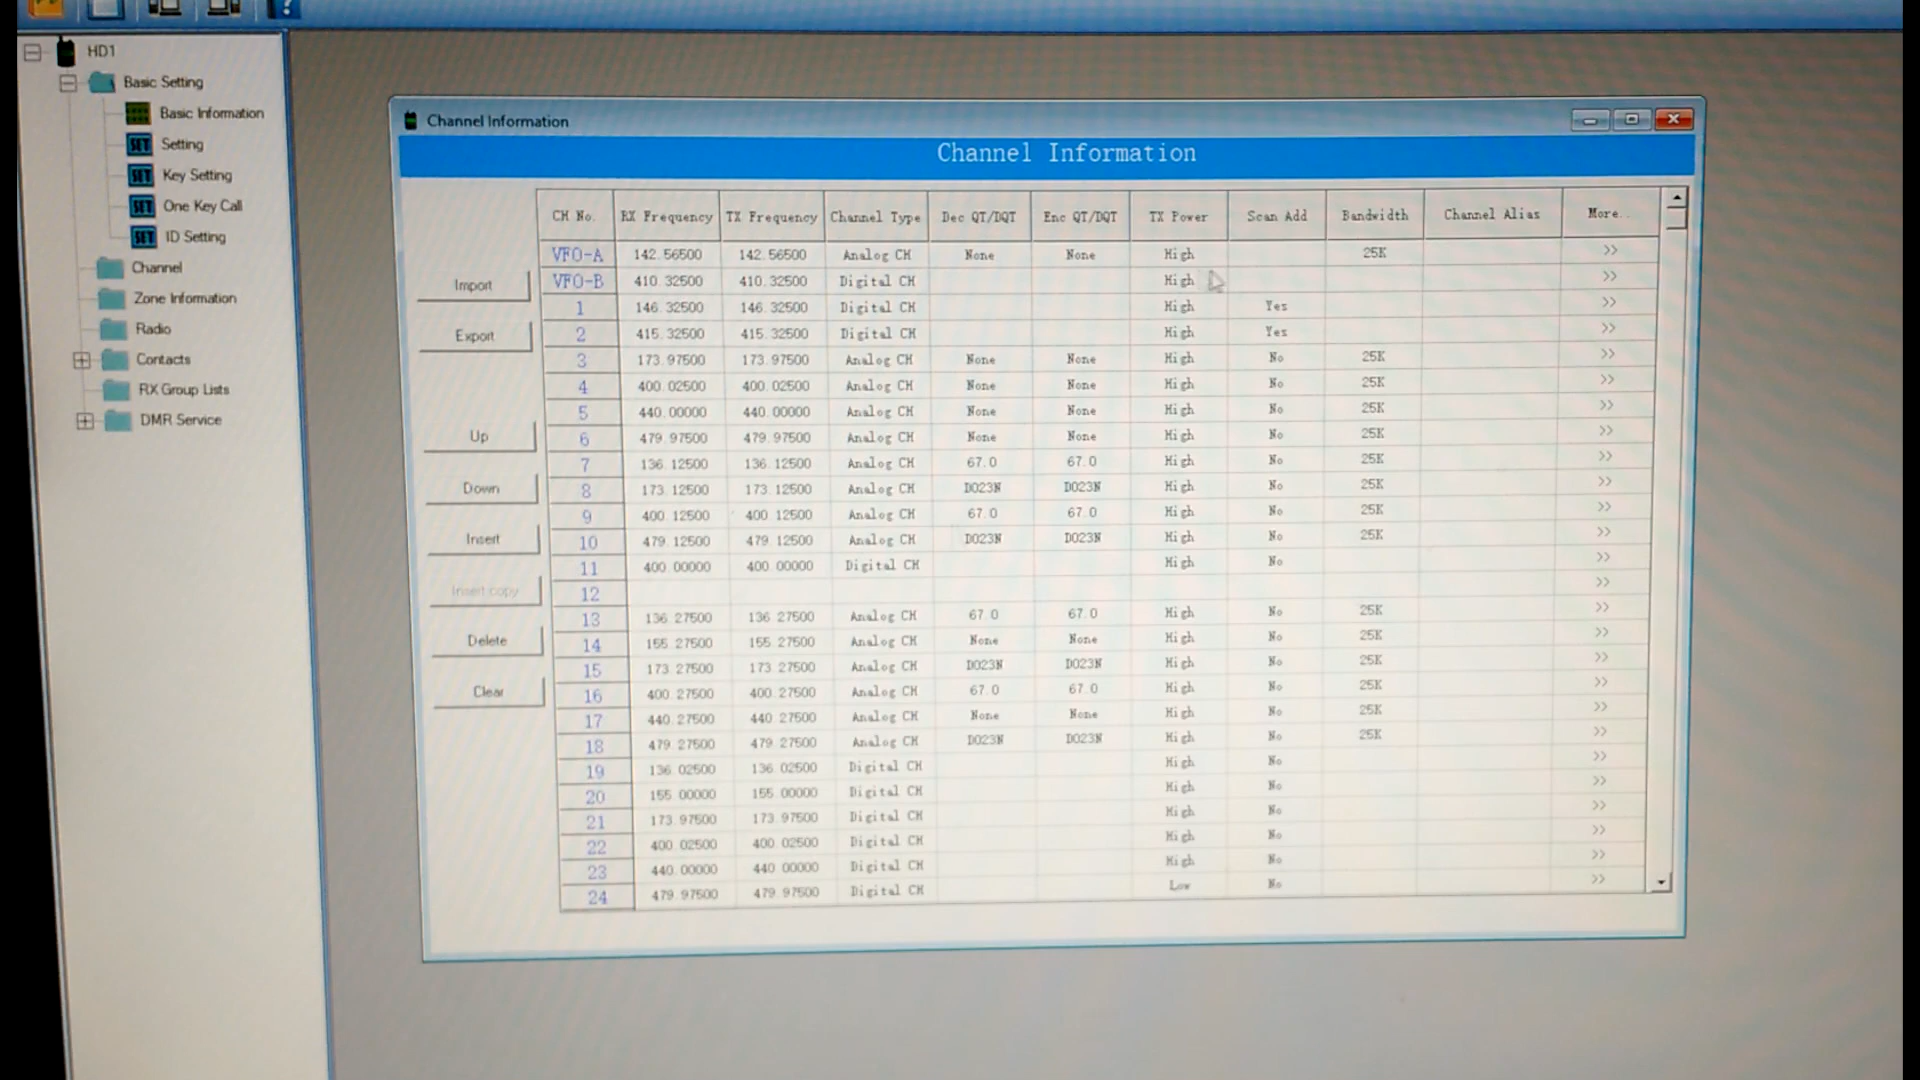 HD1
Basic Setting
Basic Information
SET Setting
SET Key Setting
SET One Key Call
SET ID Setting
Channel
Zone Information
Radio
Contacts
RX Group Lists
DMR Service
Channel Information
Channel Information
Import
Export
Up
Down
Insert
Insert copy
Delete
Clear
CH No. RX Frequency TX Frequency Channel Type Dec QT/DQT Enc QT/DQT TX Power Scan Add Bandwidth Channel Alias More..
VFO-A 142.56500 142.56500 Analog CH None None High 25K >>
VFO-B 410.32500 410.32500 Digital CH High >>
1 146.32500 146.32500 Digital CH High Yes >>
2 415.32500 415.32500 Digital CH High Yes >>
3 173.97500 173.97500 Analog CH None None High No 25K >>
4 400.02500 400.02500 Analog CH None None High No 25K >>
5 440.00000 440.00000 Analog CH None None High No 25K >>
6 479.97500 479.97500 Analog CH None None High No 25K >>
7 136.12500 136.12500 Analog CH 67.0 67.0 High No 25K >>
8 173.12500 173.12500 Analog CH D023N D023N High No 25K >>
9 400.12500 400.12500 Analog CH 67.0 67.0 High No 25K >>
10 479.12500 479.12500 Analog CH D023N D023N High No 25K >>
11 400.00000 400.00000 Digital CH High No >>
12 >>
13 136.27500 136.27500 Analog CH 67.0 67.0 High No 25K >>
14 155.27500 155.27500 Analog CH None None High No 25K >>
15 173.27500 173.27500 Analog CH D023N D023N High No 25K >>
16 400.27500 400.27500 Analog CH 67.0 67.0 High No 25K >>
17 440.27500 440.27500 Analog CH None None High No 25K >>
18 479.27500 479.27500 Analog CH D023N D023N High No 25K >>
19 136.02500 136.02500 Digital CH High No >>
20 155.00000 155.00000 Digital CH High No >>
21 173.97500 173.97500 Digital CH High No >>
22 400.02500 400.02500 Digital CH High No >>
23 440.00000 440.00000 Digital CH High No >>
24 479.97500 479.97500 Digital CH Low No >>